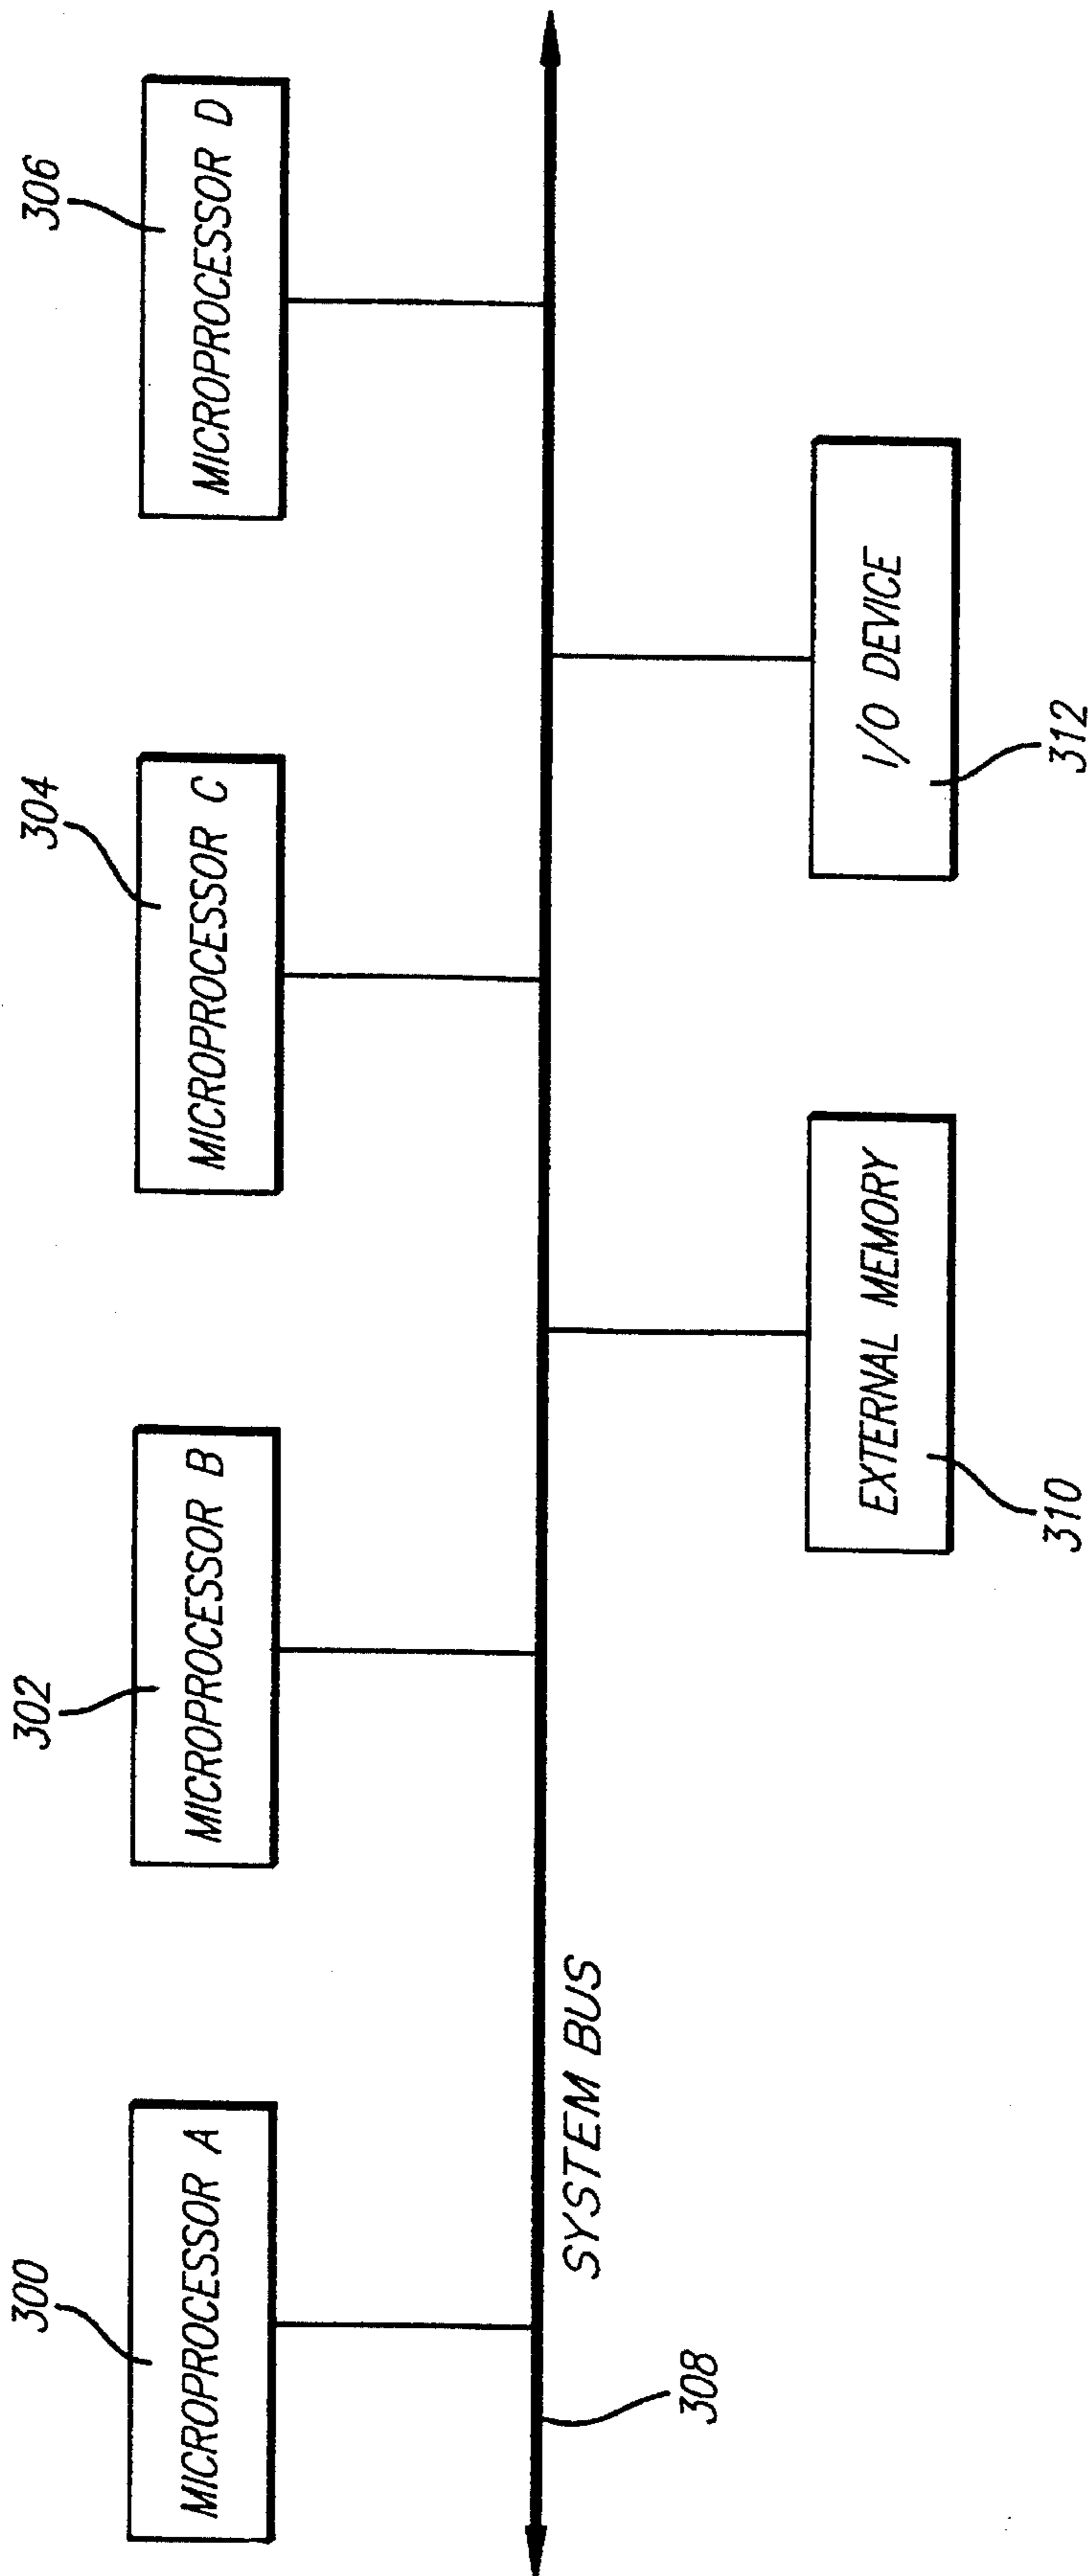 300
MICROPROCESSOR A
302
MICROPROCESSOR B
304
MICROPROCESSOR C
306
MICROPROCESSOR D
SYSTEM BUS
308
EXTERNAL MEMORY
310
I/O DEVICE
312